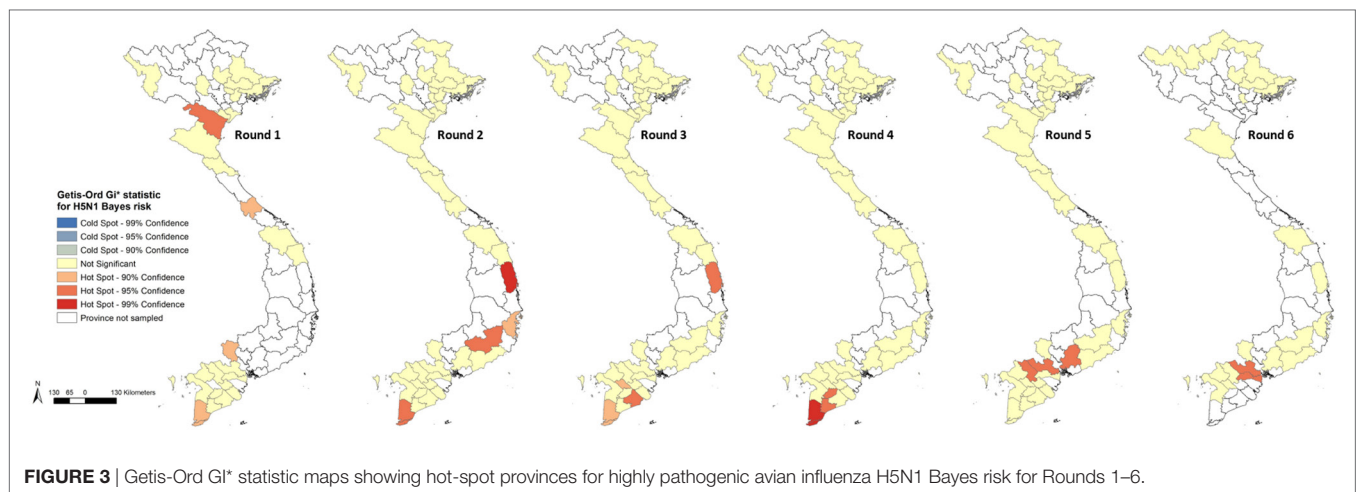 Round 1
Round 2
Round 3
Round 4
Round 5
Round 6
Getis-Ord Gi* statistic
for H5N1 Bayes risk
Cold Spot - 99% Confidence
Cold Spot - 95% Confidence
Cold Spot - 90% Confidence
Not Significant
Hot Spot - 90% Confidence
Hot Spot - 95% Confidence
Hot Spot - 99% Confidence
Province not sampled
N
130 65 0 130 Kilometers
FIGURE 3 | Getis-Ord GI* statistic maps showing hot-spot provinces for highly pathogenic avian influenza H5N1 Bayes risk for Rounds 1–6.